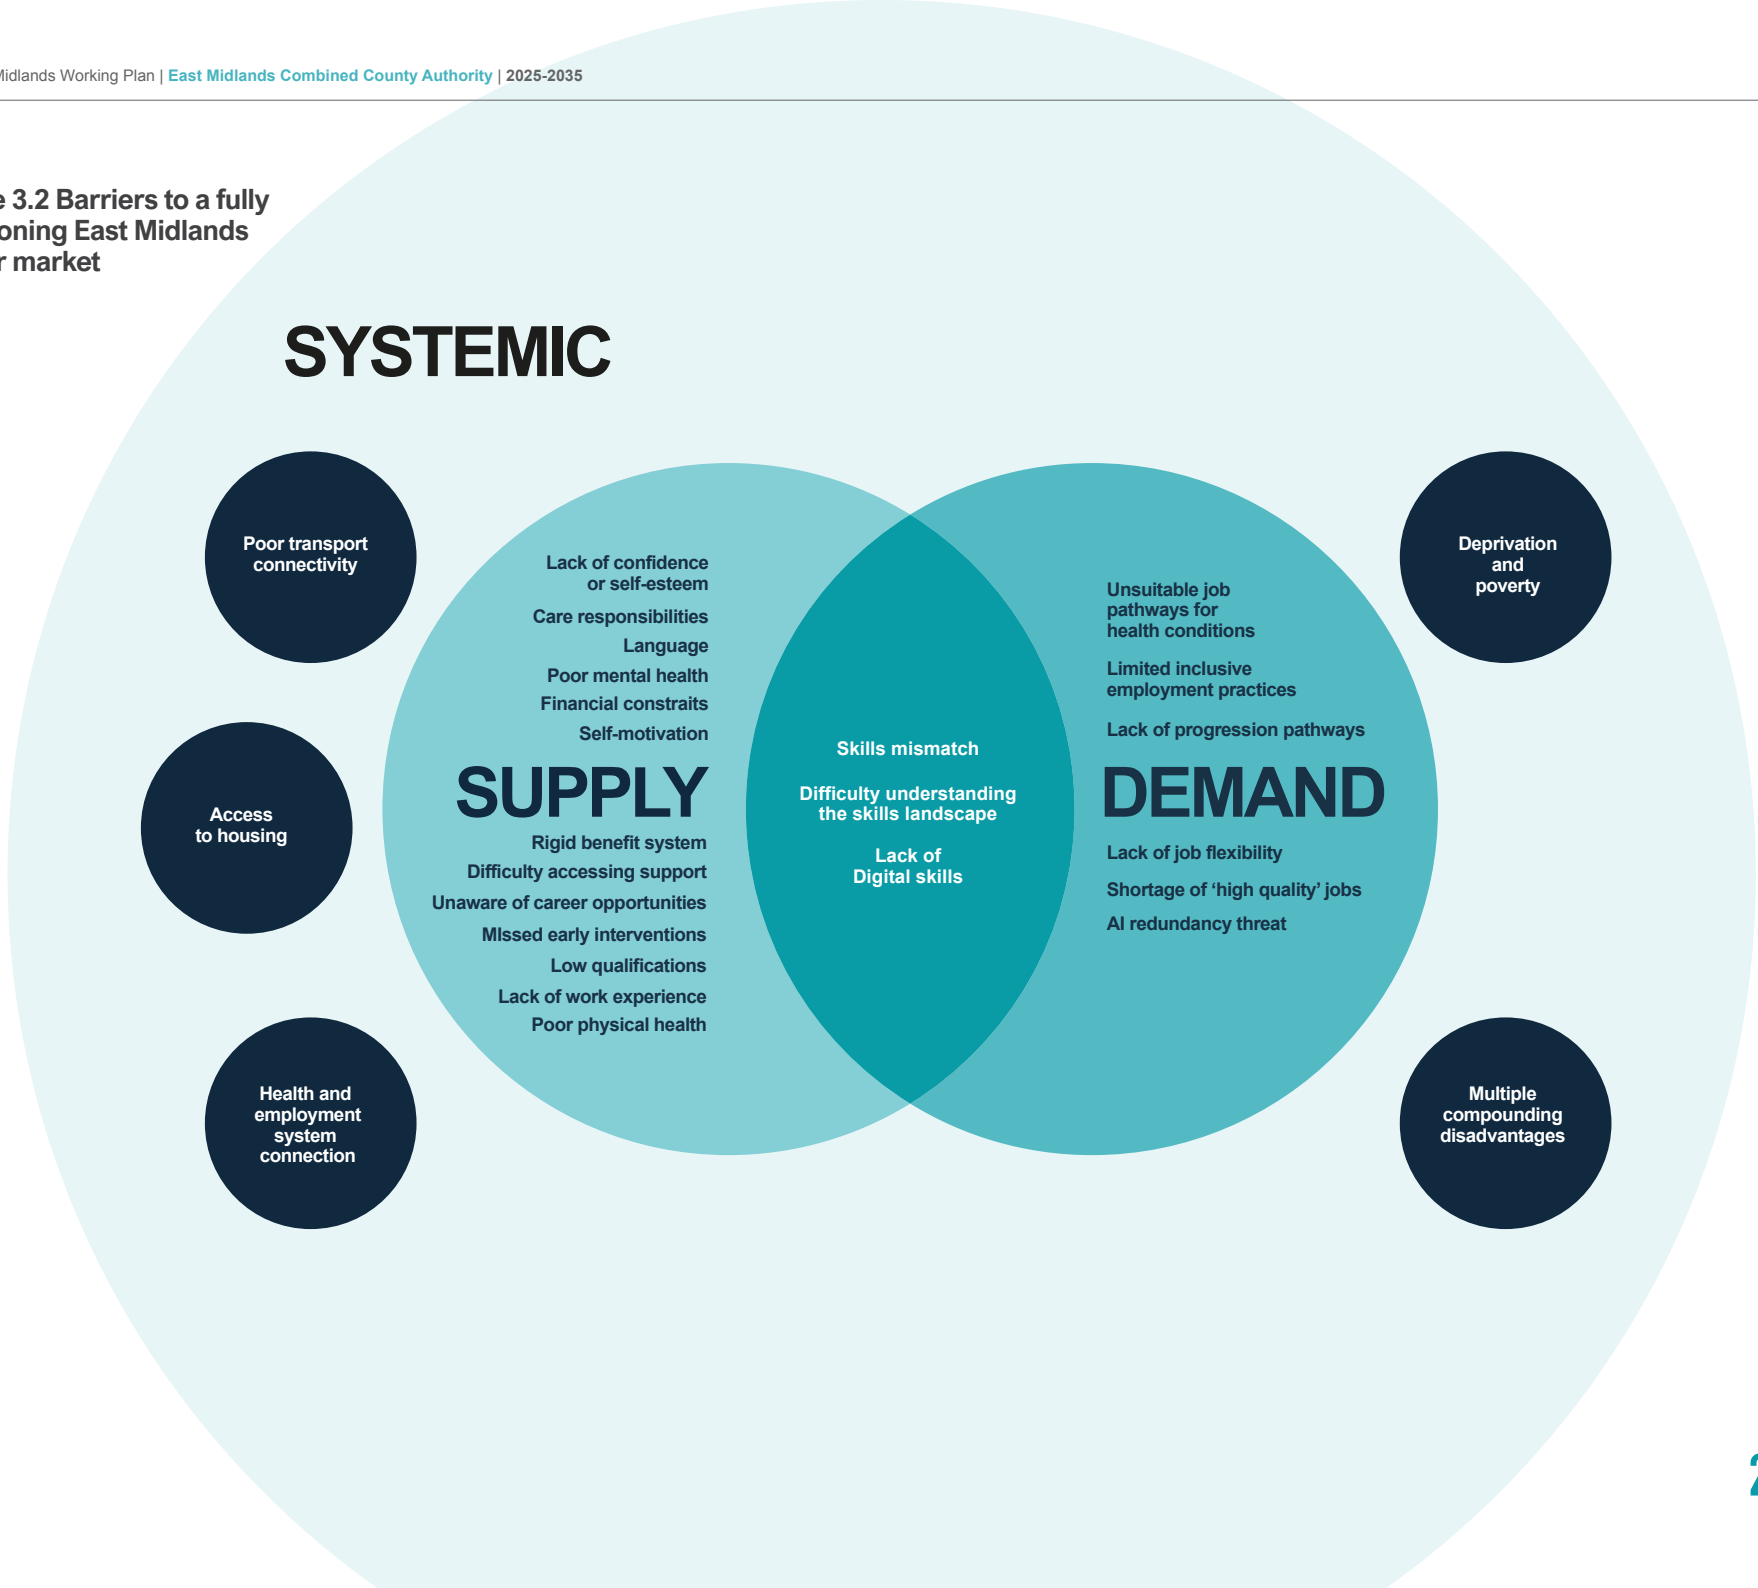 Midlands Working Plan | East Midlands Combined County Authority | 2025-2035
3.2 Barriers to a fully
oning East Midlands
r market
SYSTEMIC
Poor transport
connectivity
Access
to housing
Health and
employment
system
connection
Lack of confidence
or self-esteem
Care responsibilities
Language
Poor mental health
Financial constraits
Self-motivation
SUPPLY
Rigid benefit system
Difficulty accessing support
Unaware of career opportunities
MIssed early interventions
Low qualifications
Lack of work experience
Poor physical health
Skills mismatch
Difficulty understanding
the skills landscape
Lack of
Digital skills
Unsuitable job
pathways for
health conditions
Limited inclusive
employment practices
Lack of progression pathways
DEMAND
Lack of job flexibility
Shortage of ‘high quality’ jobs
AI redundancy threat
Deprivation
and
poverty
Multiple
compounding
disadvantages